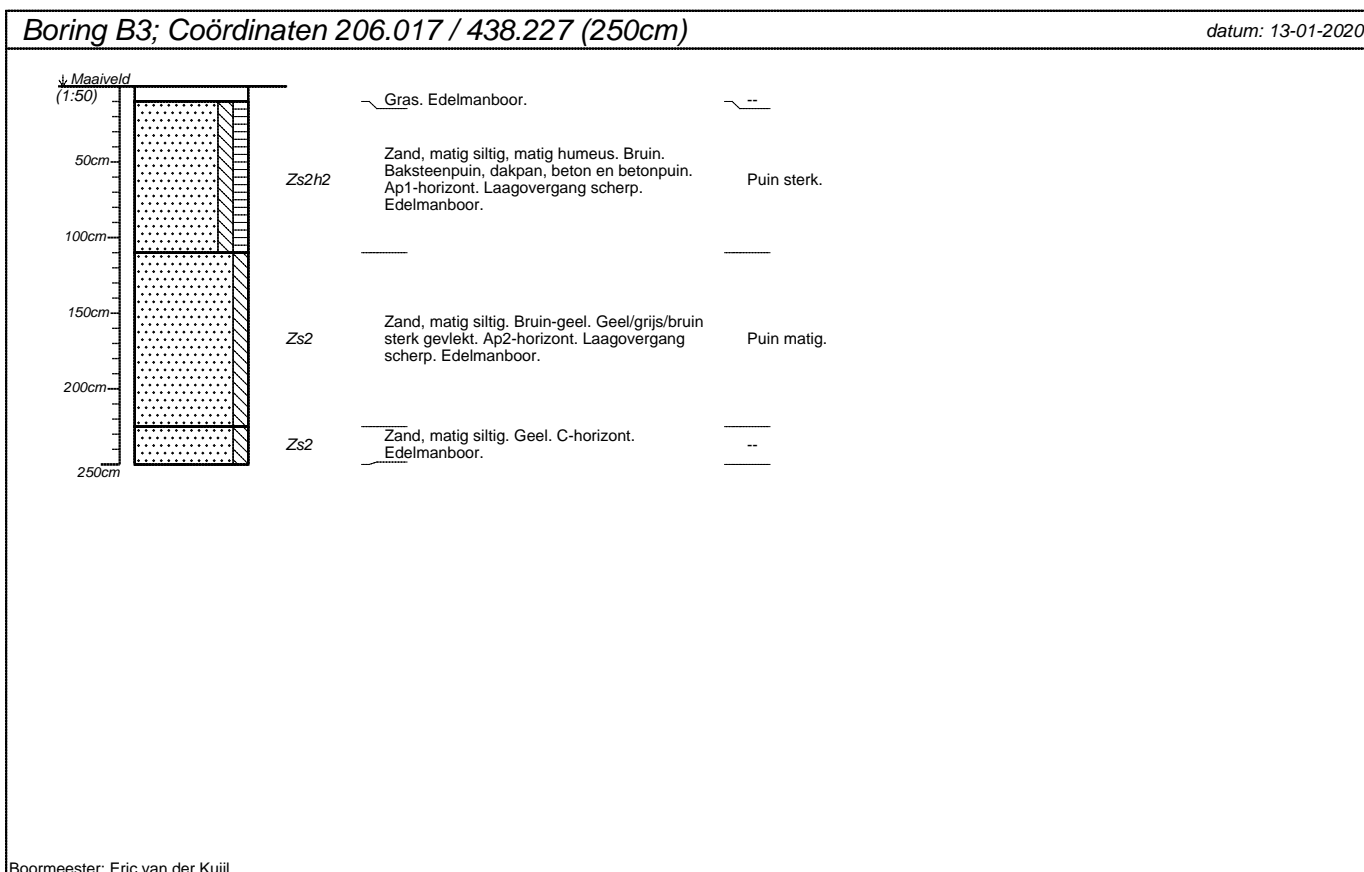 Boring B3; Coördinaten 206.017 / 438.227 (250cm)
datum: 13-01-2020
Maaiveld
(1:50)
Gras. Edelmanboor.
--
50cm
Zs2h2
Zand, matig siltig, matig humeus. Bruin.
Baksteenpuin, dakpan, beton en betonpuin.
Ap1-horizont. Laagovergang scherp.
Edelmanboor.
Puin sterk.
100cm
150cm
Zs2
Zand, matig siltig. Bruin-geel. Geel/grijs/bruin
sterk gevlekt. Ap2-horizont. Laagovergang
scherp. Edelmanboor.
Puin matig.
200cm
Zs2
Zand, matig siltig. Geel. C-horizont.
Edelmanboor.
--
250cm
Boormeester: Eric van der Kuijl